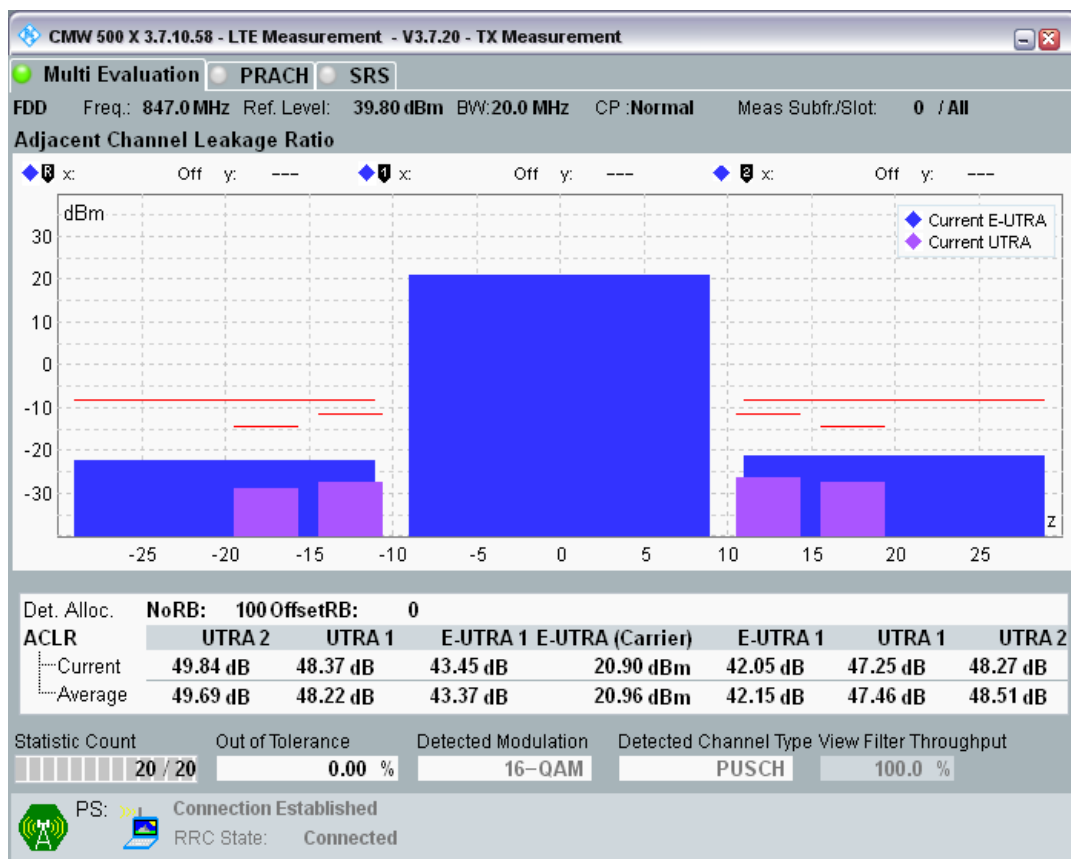 CMW 500 X 3.7.10.58 - LTE Measurement - V3.7.20 - TX Measurement
Multi Evaluation PRACH SRS
FDD Freq.: 847.0 MHz Ref. Level: 39.80 dBm BW:20.0 MHz CP :Normal Meas Subfr./Slot: 0 / All
Adjacent Channel Leakage Ratio
R x: Off y: --- 1 x: Off y: --- 2 x: Off y: ---
dBm
Current E-UTRA
Current UTRA
30
20
10
0
-10
-20
-30
z
-25 -20 -15 -10 -5 0 5 10 15 20 25
Det. Alloc. NoRB: 100 OffsetRB: 0
ACLR UTRA 2 UTRA 1 E-UTRA 1 E-UTRA (Carrier) E-UTRA 1 UTRA 1 UTRA 2
Current 49.84 dB 48.37 dB 43.45 dB 20.90 dBm 42.05 dB 47.25 dB 48.27 dB
Average 49.69 dB 48.22 dB 43.37 dB 20.96 dBm 42.15 dB 47.46 dB 48.51 dB
Statistic Count Out of Tolerance Detected Modulation Detected Channel Type View Filter Throughput
20 / 20 0.00 % 16-QAM PUSCH 100.0 %
PS: Connection Established
RRC State: Connected